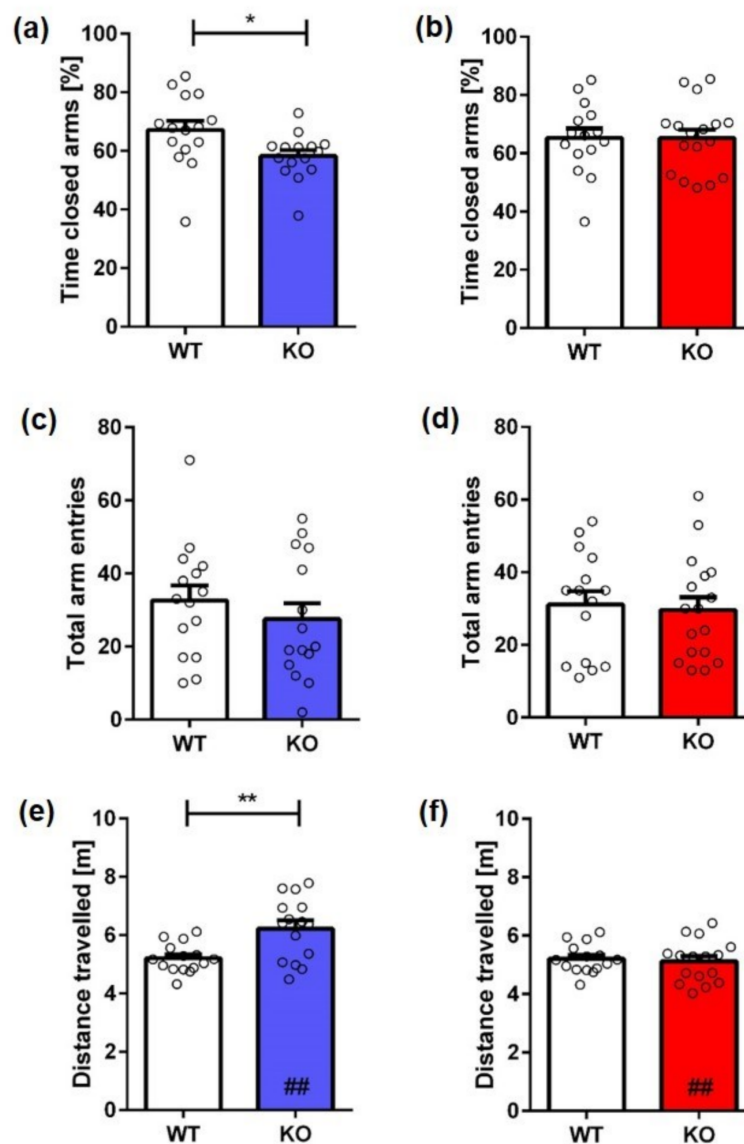 (a)
*
Time closed arms [%]
100
80
60
40
20
0
WT KO
(b)
Time closed arms [%]
100
80
60
40
20
0
WT KO
(c)
Total arm entries
80
60
40
20
0
WT KO
(d)
Total arm entries
80
60
40
20
0
WT KO
(e)
**
Distance travelled [m]
10
8
6
4
2
0
##
WT KO
(f)
Distance travelled [m]
10
8
6
4
2
0
##
WT KO